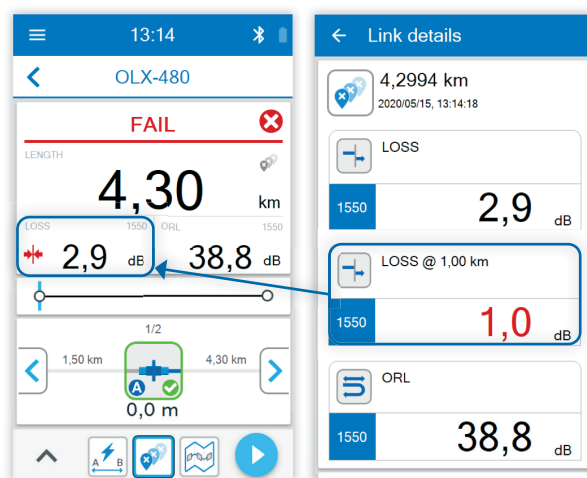 13:14
OLX-480
FAIL
LENGTH
4,30 km
LOSS 1550 ORL 1550
2,9 dB 38,8 dB
1/2
1,50 km 4,30 km
A
0,0 m
A B
Link details
4,2994 km
2020/05/15, 13:14:18
LOSS
1550 2,9 dB
LOSS @ 1,00 km
1550 1,0 dB
ORL
1550 38,8 dB